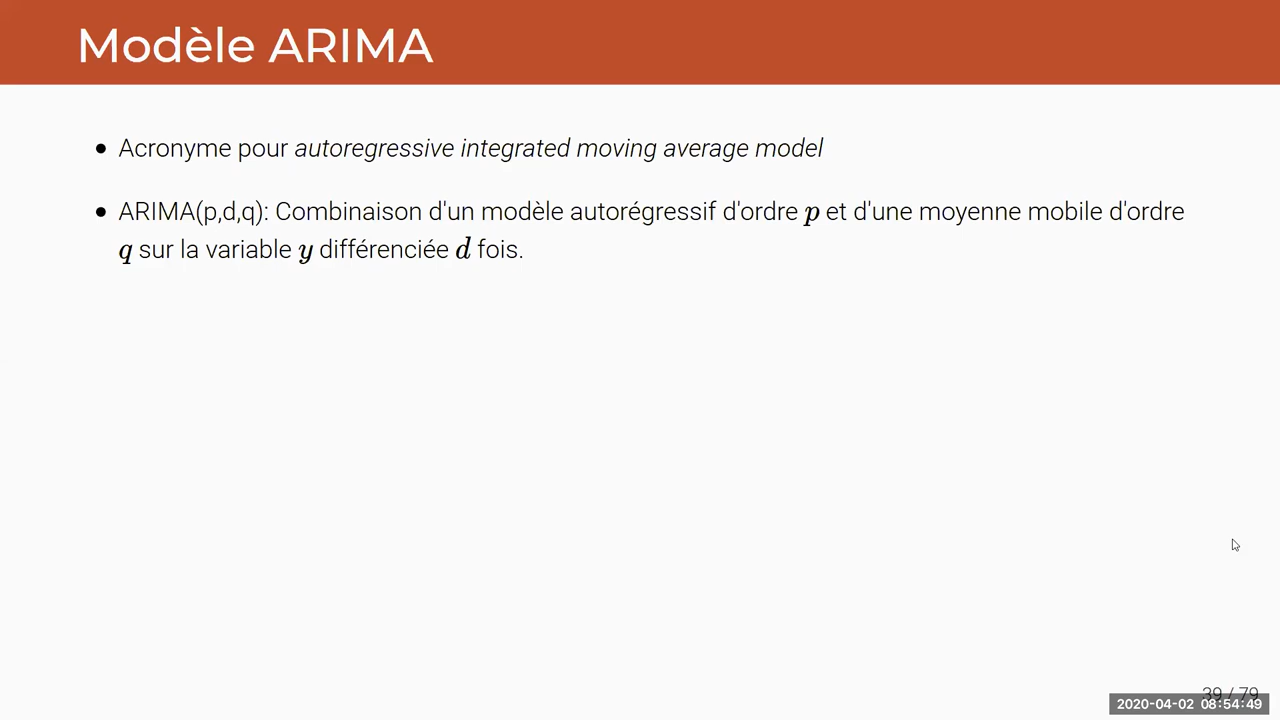 Modèle ARIMA
Acronyme pour autoregressive integrated moving average model
ARIMA(p,d,q): Combinaison d'un modèle autorégressif d'ordre p et d'une moyenne mobile d'ordre
q sur la variable y différenciée d fois.
39 / 79
2020-04-02 08:54:49